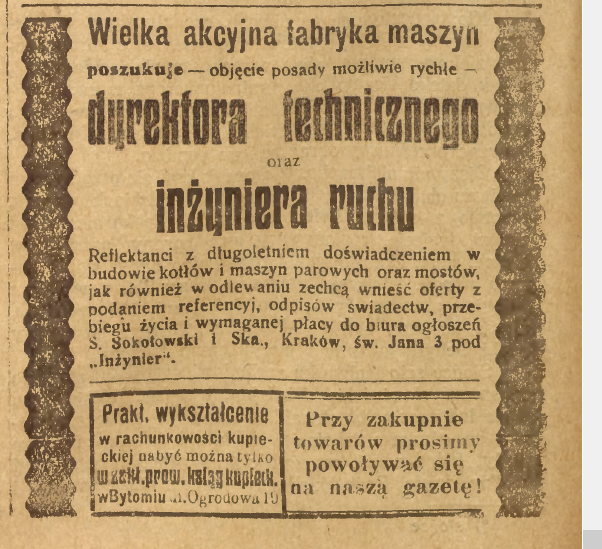 Wielka akcyjna fabryka maszyn
poszukuje — objęcie posady możliwie rychłe —
dyrektora technicznego
oraz
inżyniera ruchu
Reflektanci z długoletniem doświadczeniem w
budowie kotłów i maszyn parowych oraz mostów,
jak również w odlewaniu zechcą wnieść oferty z
podaniem referencyj, odpisów świadectw, prze-
biegu życia i wymaganej płacy do biura ogłoszeń
S. Sokołowski i Ska., Kraków, św. Jana 3 pod
„Inżynier“.
Prakt. wykształcenie
w rachunkowości kupie-
ckiej nabyć można tylko
w zakł. prow. ksiąg kupieck.
w Bytomiu ul. Ogrodowa 19
Przy zakupnie
towarów prosimy
powoływać się
na naszą gazetę!